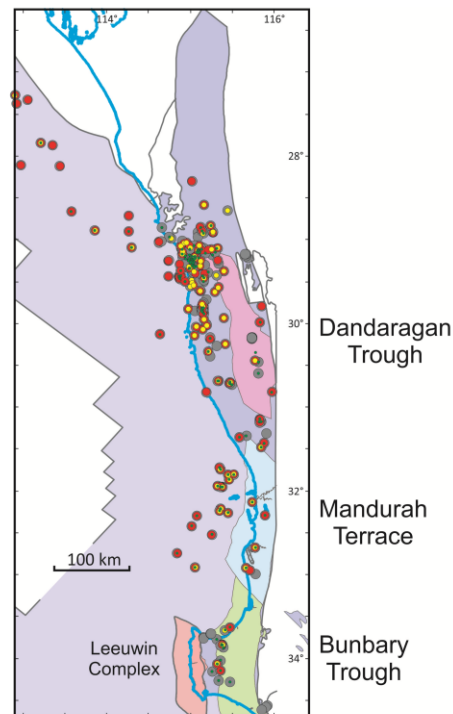 114°
116°
28°
30°
Dandaragan
Trough
32°
Mandurah
Terrace
100 km
Leeuwin
Complex
Bunbary
Trough
34°